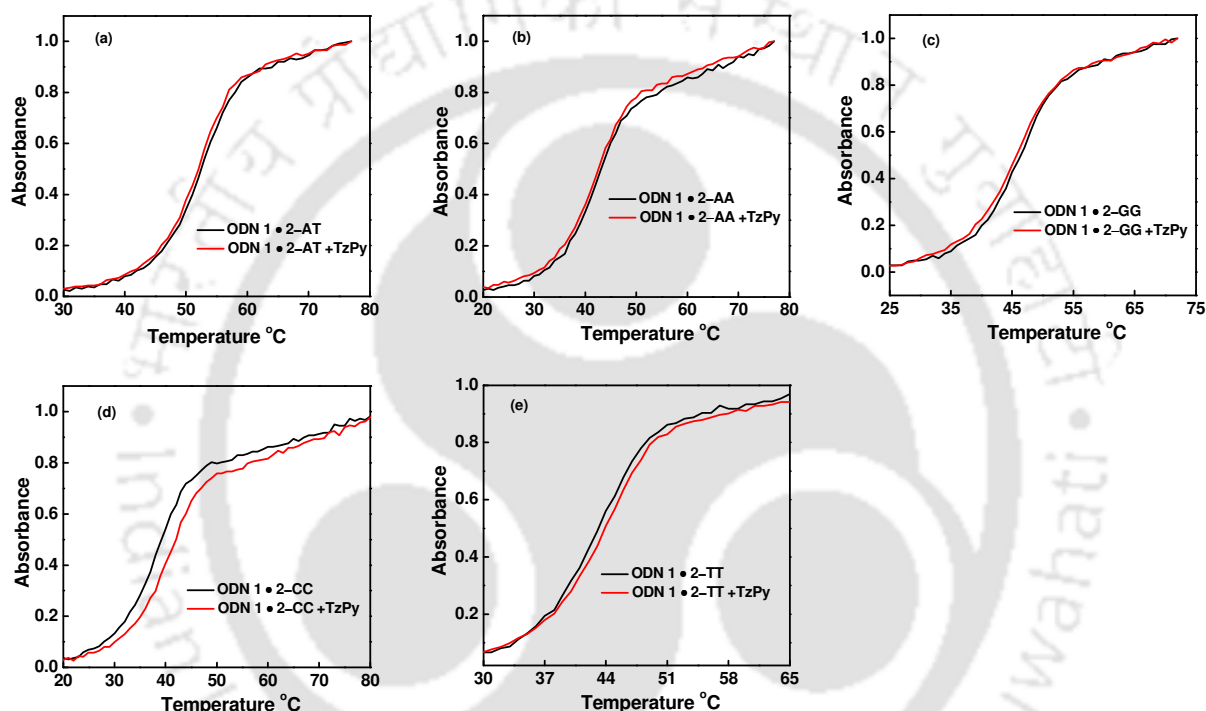 (a)
Absorbance
1.0
0.8
0.6
0.4
0.2
0.0
ODN 1 • 2–AT
ODN 1 • 2–AT +TzPy
30 40 50 60 70 80
Temperature °C
(b)
Absorbance
1.0
0.8
0.6
0.4
0.2
0.0
ODN 1 • 2–AA
ODN 1 • 2–AA +TzPy
20 30 40 50 60 70 80
Temperature °C
(c)
Absorbance
1.0
0.8
0.6
0.4
0.2
0.0
ODN 1 • 2–GG
ODN 1 • 2–GG +TzPy
25 35 45 55 65 75
Temperature °C
(d)
Absorbance
1.0
0.8
0.6
0.4
0.2
0.0
ODN 1 • 2–CC
ODN 1 • 2–CC +TzPy
20 30 40 50 60 70 80
Temperature °C
(e)
Absorbance
1.0
0.8
0.6
0.4
0.2
ODN 1 • 2–TT
ODN 1 • 2–TT +TzPy
30 37 44 51 58 65
Temperature °C